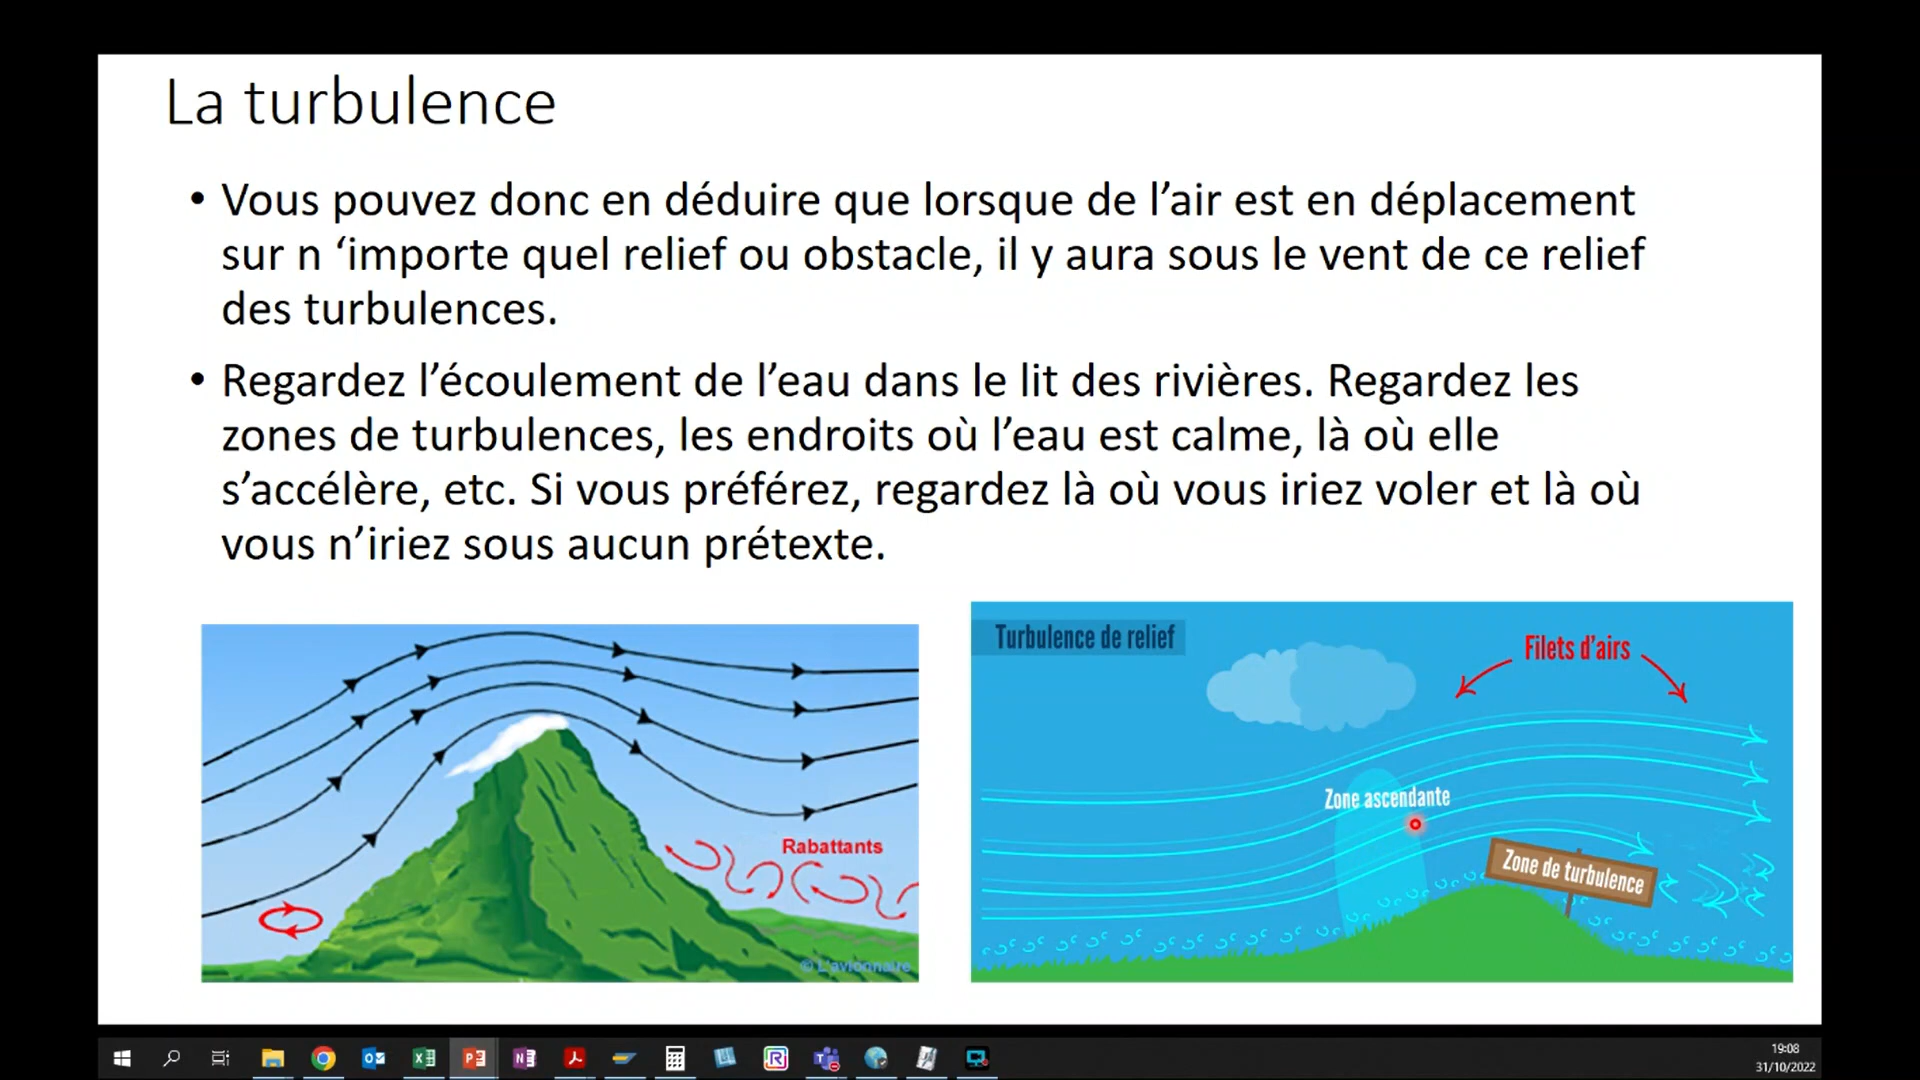 La turbulence
• Vous pouvez donc en déduire que lorsque de l’air est en déplacement
sur n ‘importe quel relief ou obstacle, il y aura sous le vent de ce relief
des turbulences.
• Regardez l’écoulement de l’eau dans le lit des rivières. Regardez les
zones de turbulences, les endroits où l’eau est calme, là où elle
s’accélère, etc. Si vous préférez, regardez là où vous iriez voler et là où
vous n’iriez sous aucun prétexte.
Rabattants
© L'avionnaire
Turbulence de relief
Filets d’airs
Zone ascendante
Zone de turbulence
19:08
31/10/2022